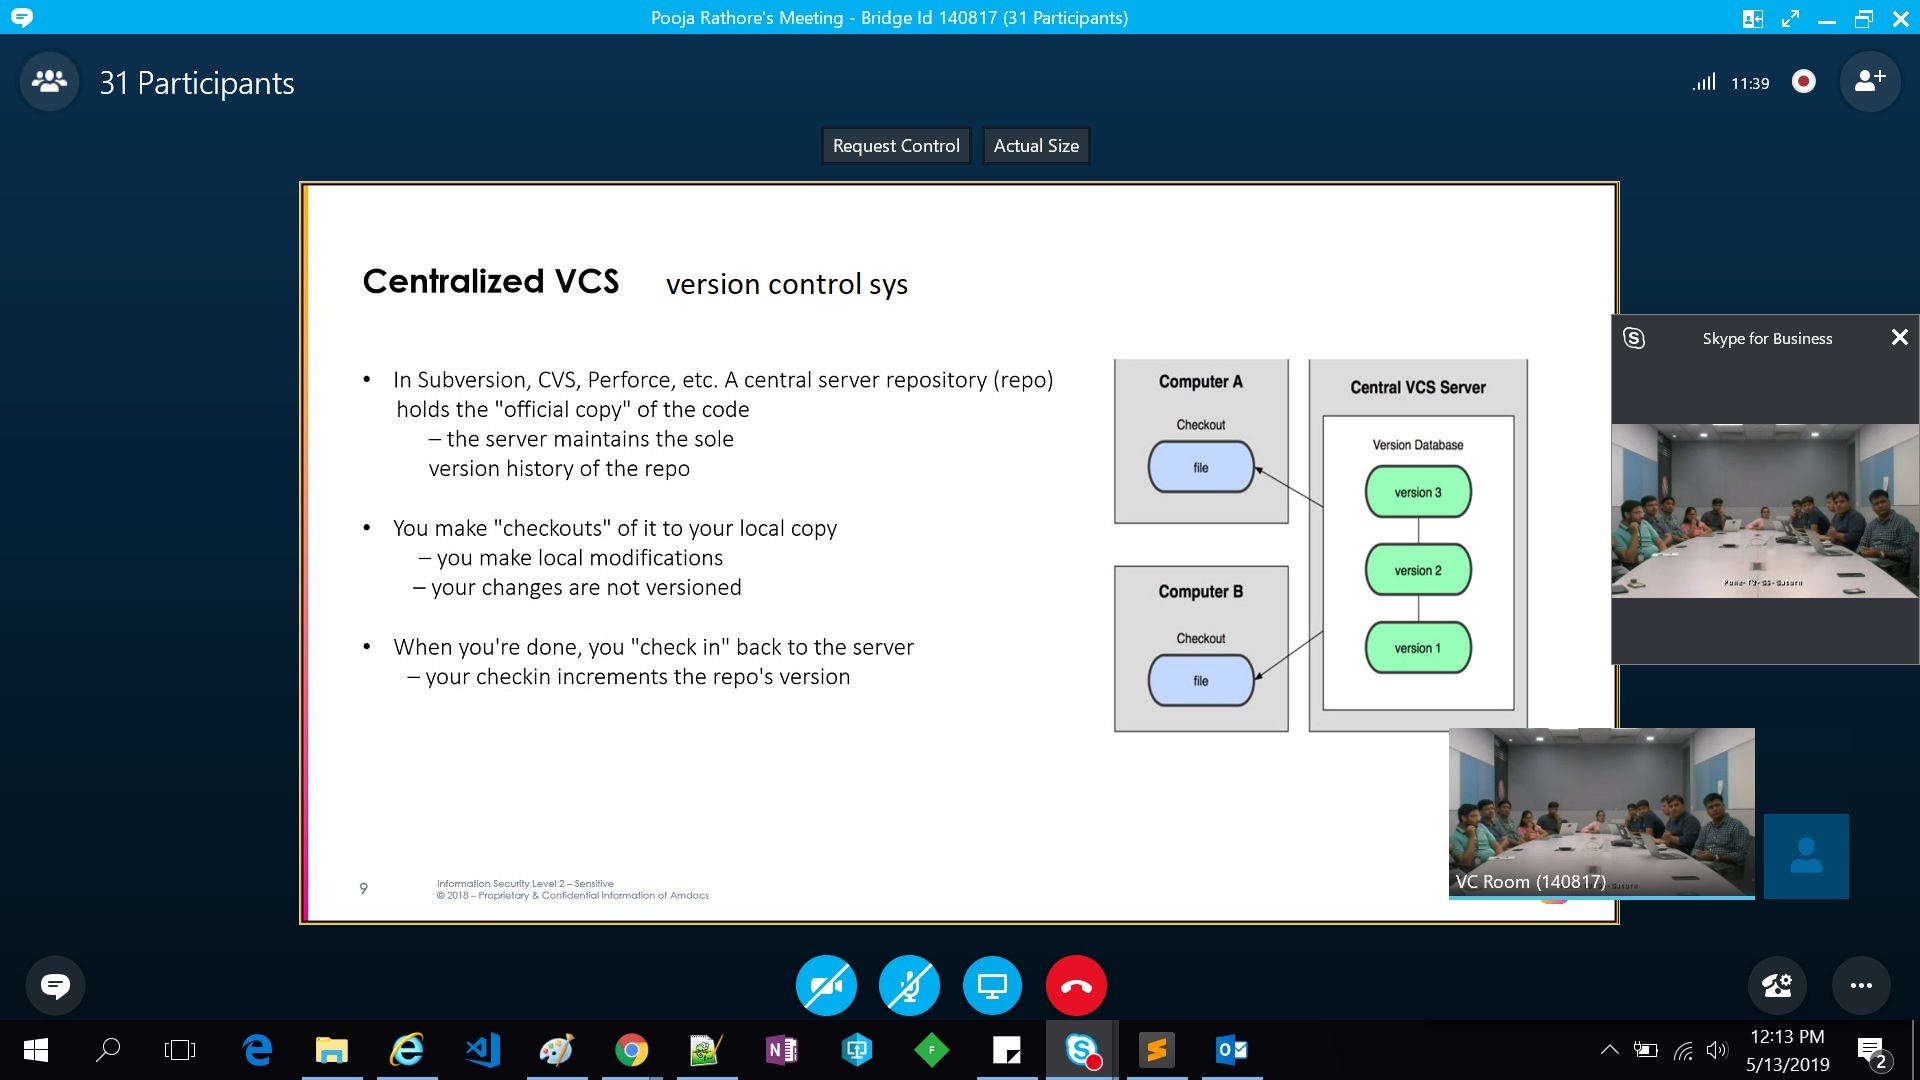 Pooja Rathore's Meeting - Bridge Id 140817 (31 Participants)
31 Participants
11:39
Request Control
Actual Size
Centralized VCS
version control sys
• In Subversion, CVS, Perforce, etc. A central server repository (repo)
holds the "official copy" of the code
– the server maintains the sole
version history of the repo
• You make "checkouts" of it to your local copy
– you make local modifications
– your changes are not versioned
• When you're done, you "check in" back to the server
– your checkin increments the repo's version
Computer A
Checkout
file
Computer B
Checkout
file
Central VCS Server
Version Database
version 3
version 2
version 1
Skype for Business
VC Room (140817)
9
Information Security Level 2 – Sensitive
© 2018 – Proprietary & Confidential Information of Amdocs
12:13 PM
5/13/2019
2